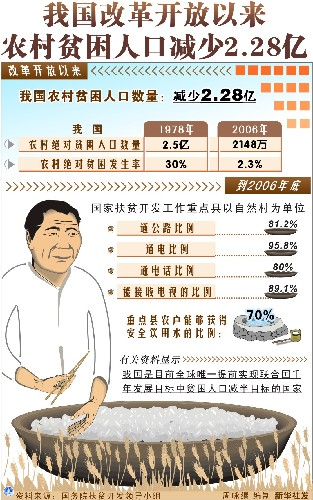 我国改革开放以来
农村贫困人口减少2.28亿
改革开放以来
我国农村贫困人口数量：减少2.28亿
我国 1978年 2006年
农村绝对贫困人口数量 2.5亿 2148万
农村绝对贫困发生率 30% 2.3%
到2006年底
国家扶贫开发工作重点县以自然村为单位
通公路比例 81.2%
通电比例 95.8%
通电话比例 80%
能接收电视的比例 89.1%
重点县农户能够获得 70%
安全饮用水的比例：
有关资料显示
我国是目前全球唯一提前实现联合国千
年发展目标中贫困人口减半目标的国家
资料来源：国务院扶贫开发领导小组 编制 新华社发